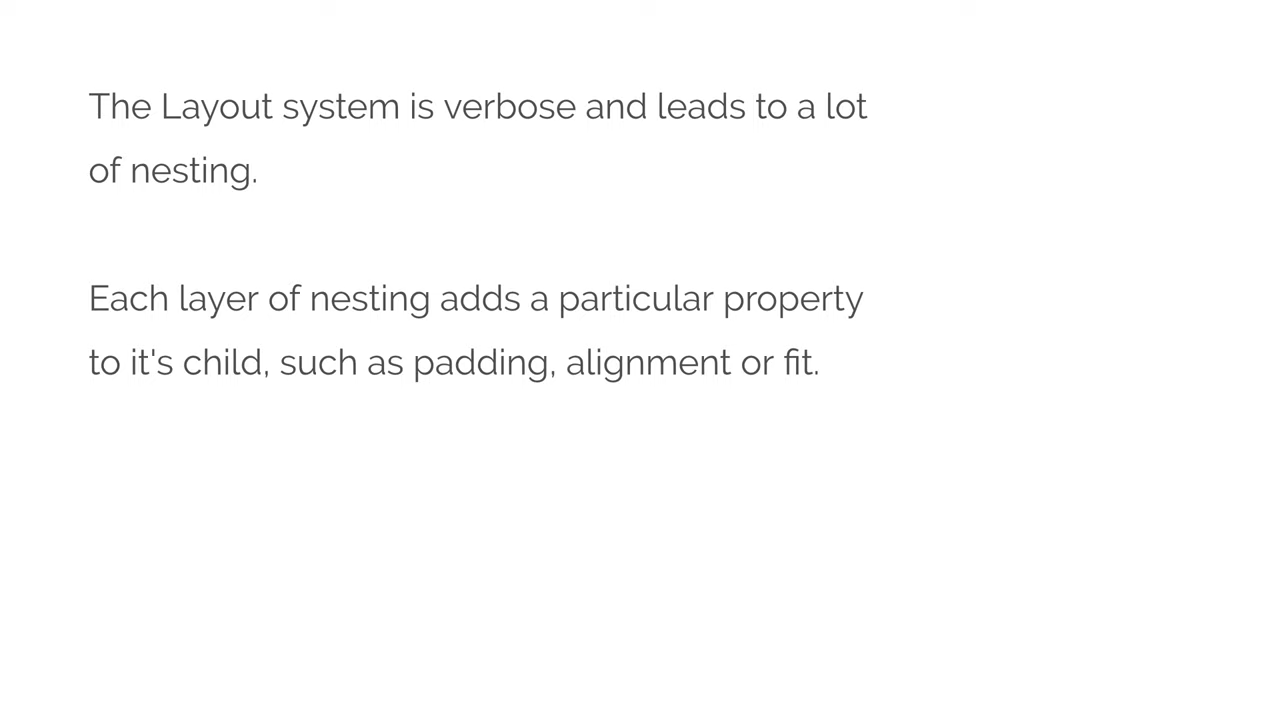 The Layout system is verbose and leads to a lot
of nesting.
Each layer of nesting adds a particular property
to it's child, such as padding, alignment or fit.